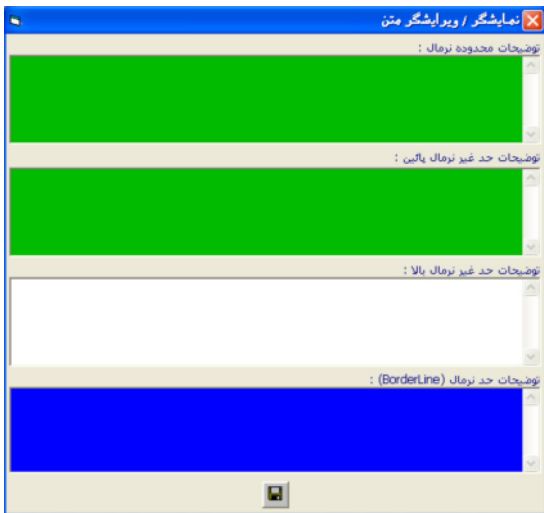 نمایشگر / ویرایشگر متن
توضیحات محدوده نرمال :
توضیحات حد غیر نرمال پائین :
توضیحات حد غیر نرمال بالا :
توضیحات حد نرمال (BorderLine) :